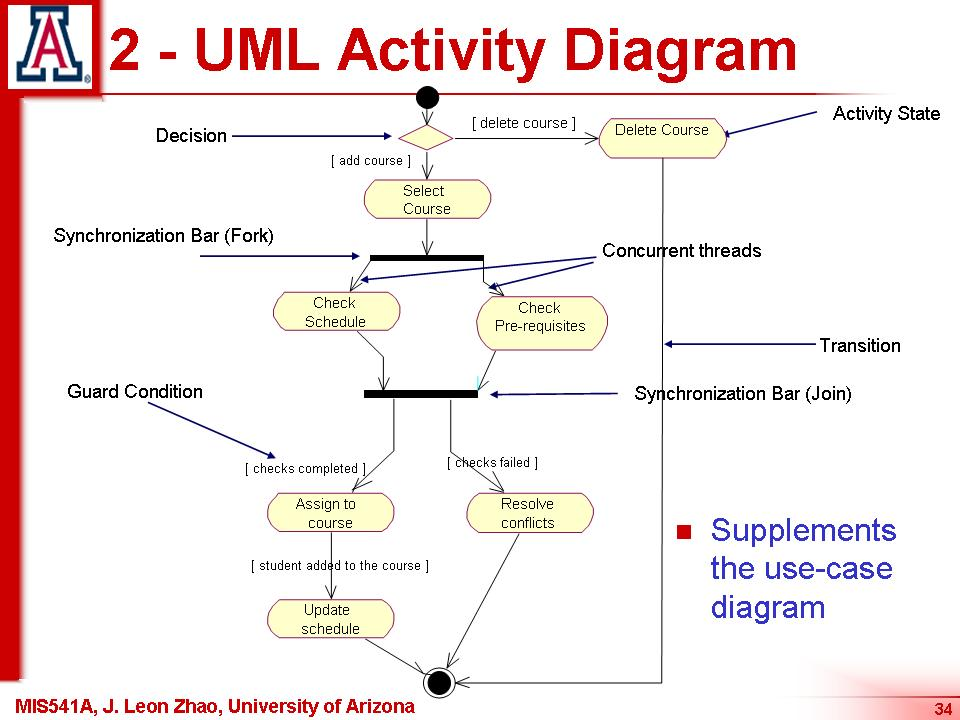 A
2 - UML Activity Diagram
[ delete course ]
Delete Course
Activity State
Decision
[ add course ]
Select
Course
Synchronization Bar (Fork)
Concurrent threads
Check
Schedule
Check
Pre-requisites
Transition
Guard Condition
Synchronization Bar (Join)
[ checks completed ]
[ checks failed ]
Assign to
course
Resolve
conflicts
Supplements
the use-case
diagram
[ student added to the course ]
Update
schedule
MIS541A, J. Leon Zhao, University of Arizona
34